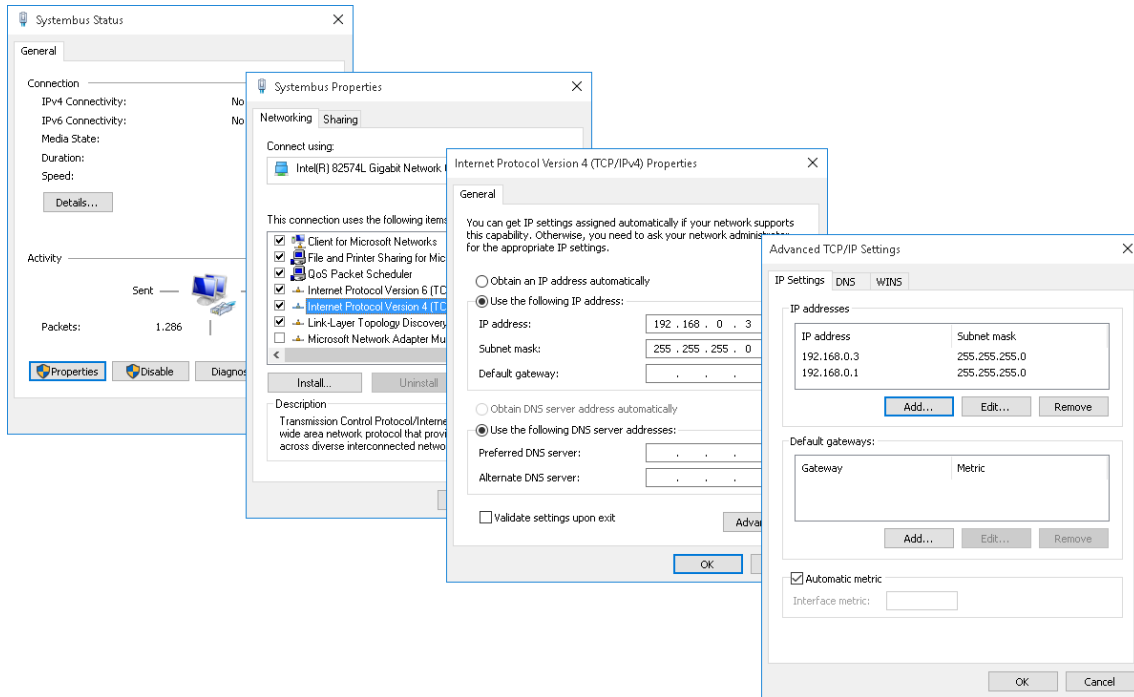 Systembus Status
General
Connection
IPv4 Connectivity: No
IPv6 Connectivity: No
Media State:
Duration:
Speed:
Details...
Activity
Sent
Packets: 1.286
Properties Disable Diagnos
Systembus Properties
Networking Sharing
Connect using:
Intel(R) 82574L Gigabit Network
This connection uses the following items
Client for Microsoft Networks
File and Printer Sharing for Mic
QoS Packet Scheduler
Internet Protocol Version 6 (TC
Internet Protocol Version 4 (TC
Link-Layer Topology Discovery
Microsoft Network Adapter Mu
Install... Uninstall
Description
Transmission Control Protocol/Interne
wide area network protocol that provi
across diverse interconnected netwo
Internet Protocol Version 4 (TCP/IPv4) Properties
General
You can get IP settings assigned automatically if your network supports
this capability. Otherwise, you need to ask your network administrator
for the appropriate IP settings.
Obtain an IP address automatically
Use the following IP address:
IP address: 192 . 168 . 0 . 3
Subnet mask: 255 . 255 . 255 . 0
Default gateway: . . .
Obtain DNS server address automatically
Use the following DNS server addresses:
Preferred DNS server: . . .
Alternate DNS server: . . .
Validate settings upon exit
Advan
OK
Advanced TCP/IP Settings
IP Settings DNS WINS
IP addresses
IP address Subnet mask
192.168.0.3 255.255.255.0
192.168.0.1 255.255.255.0
Add... Edit... Remove
Default gateways:
Gateway Metric
Add... Edit... Remove
Automatic metric
Interface metric:
OK Cancel